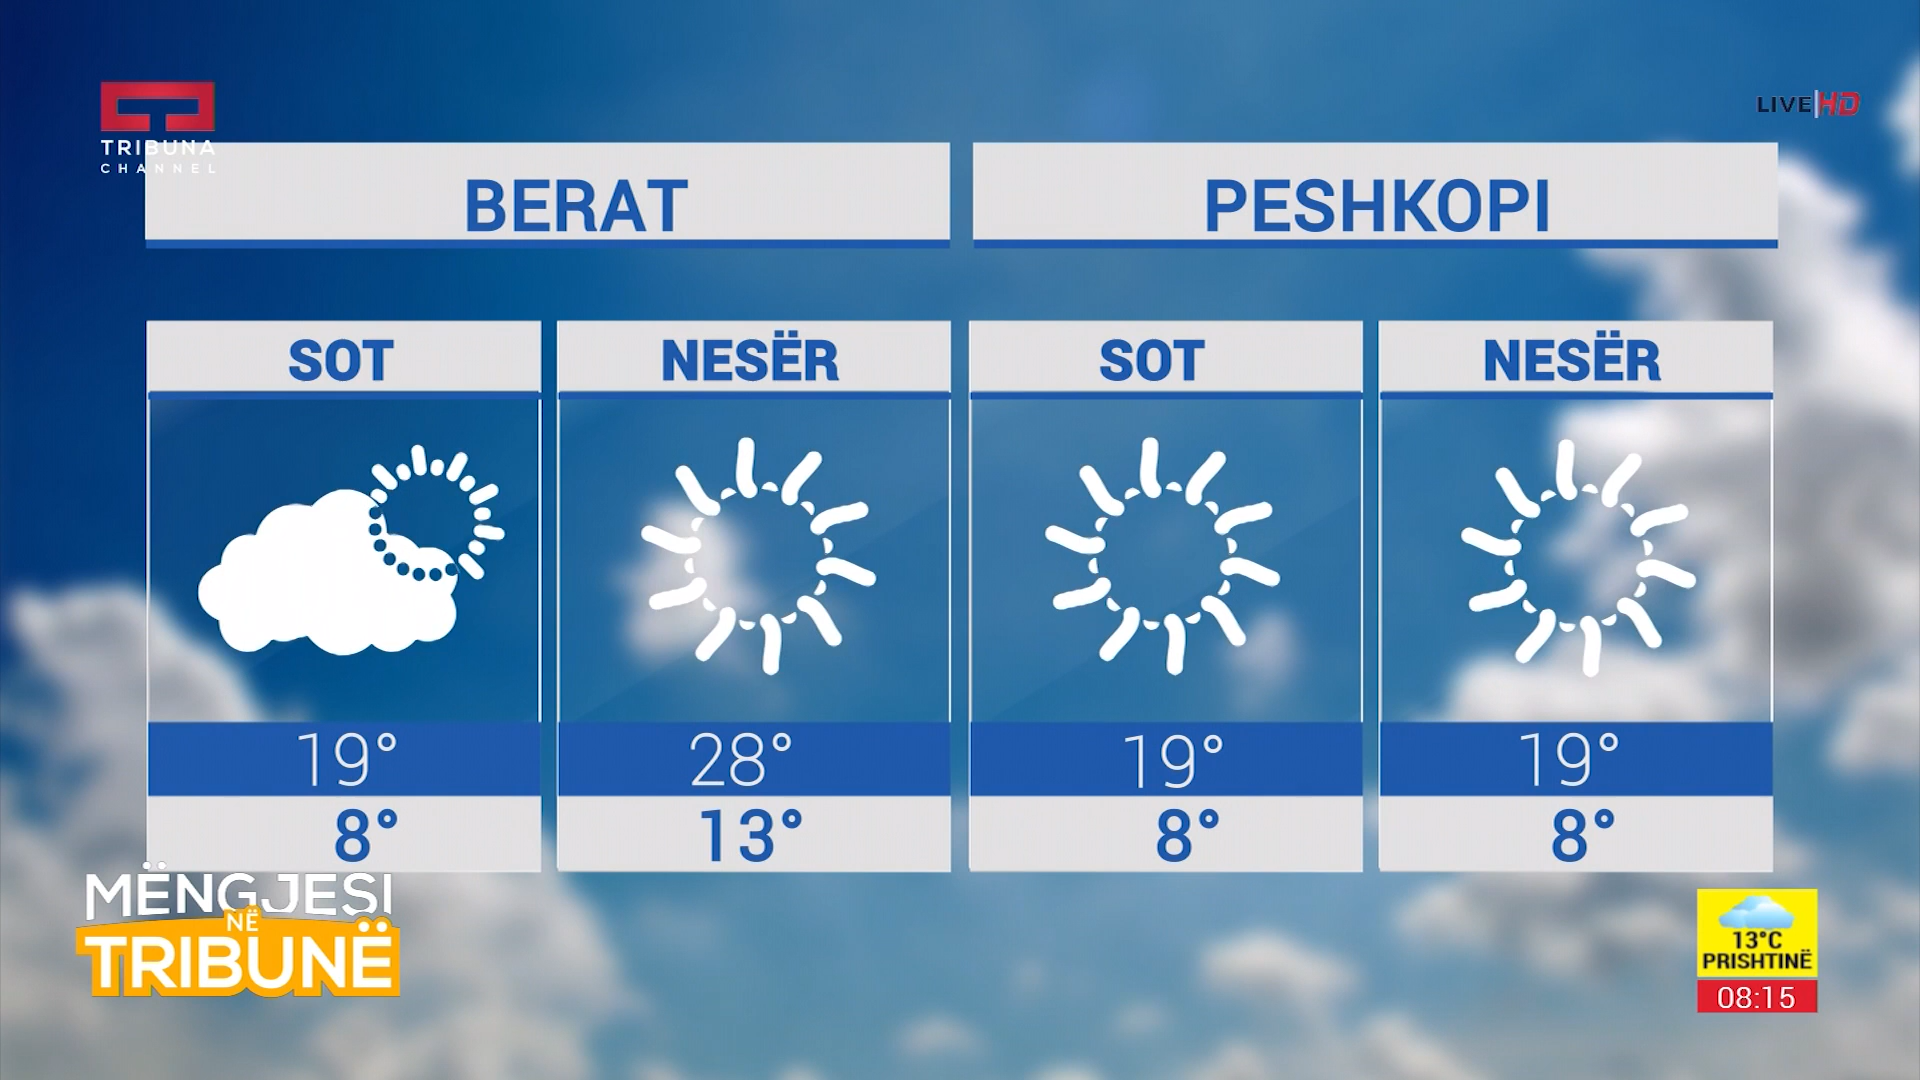 TRIBUNA
CHANNEL
LIVE HD
BERAT
PESHKOPI
SOT
NESËR
SOT
NESËR
19°
28°
19°
19°
8°
13°
8°
8°
MËNGJESI
NË
TRIBUNË
13°C
PRISHTINË
08:15